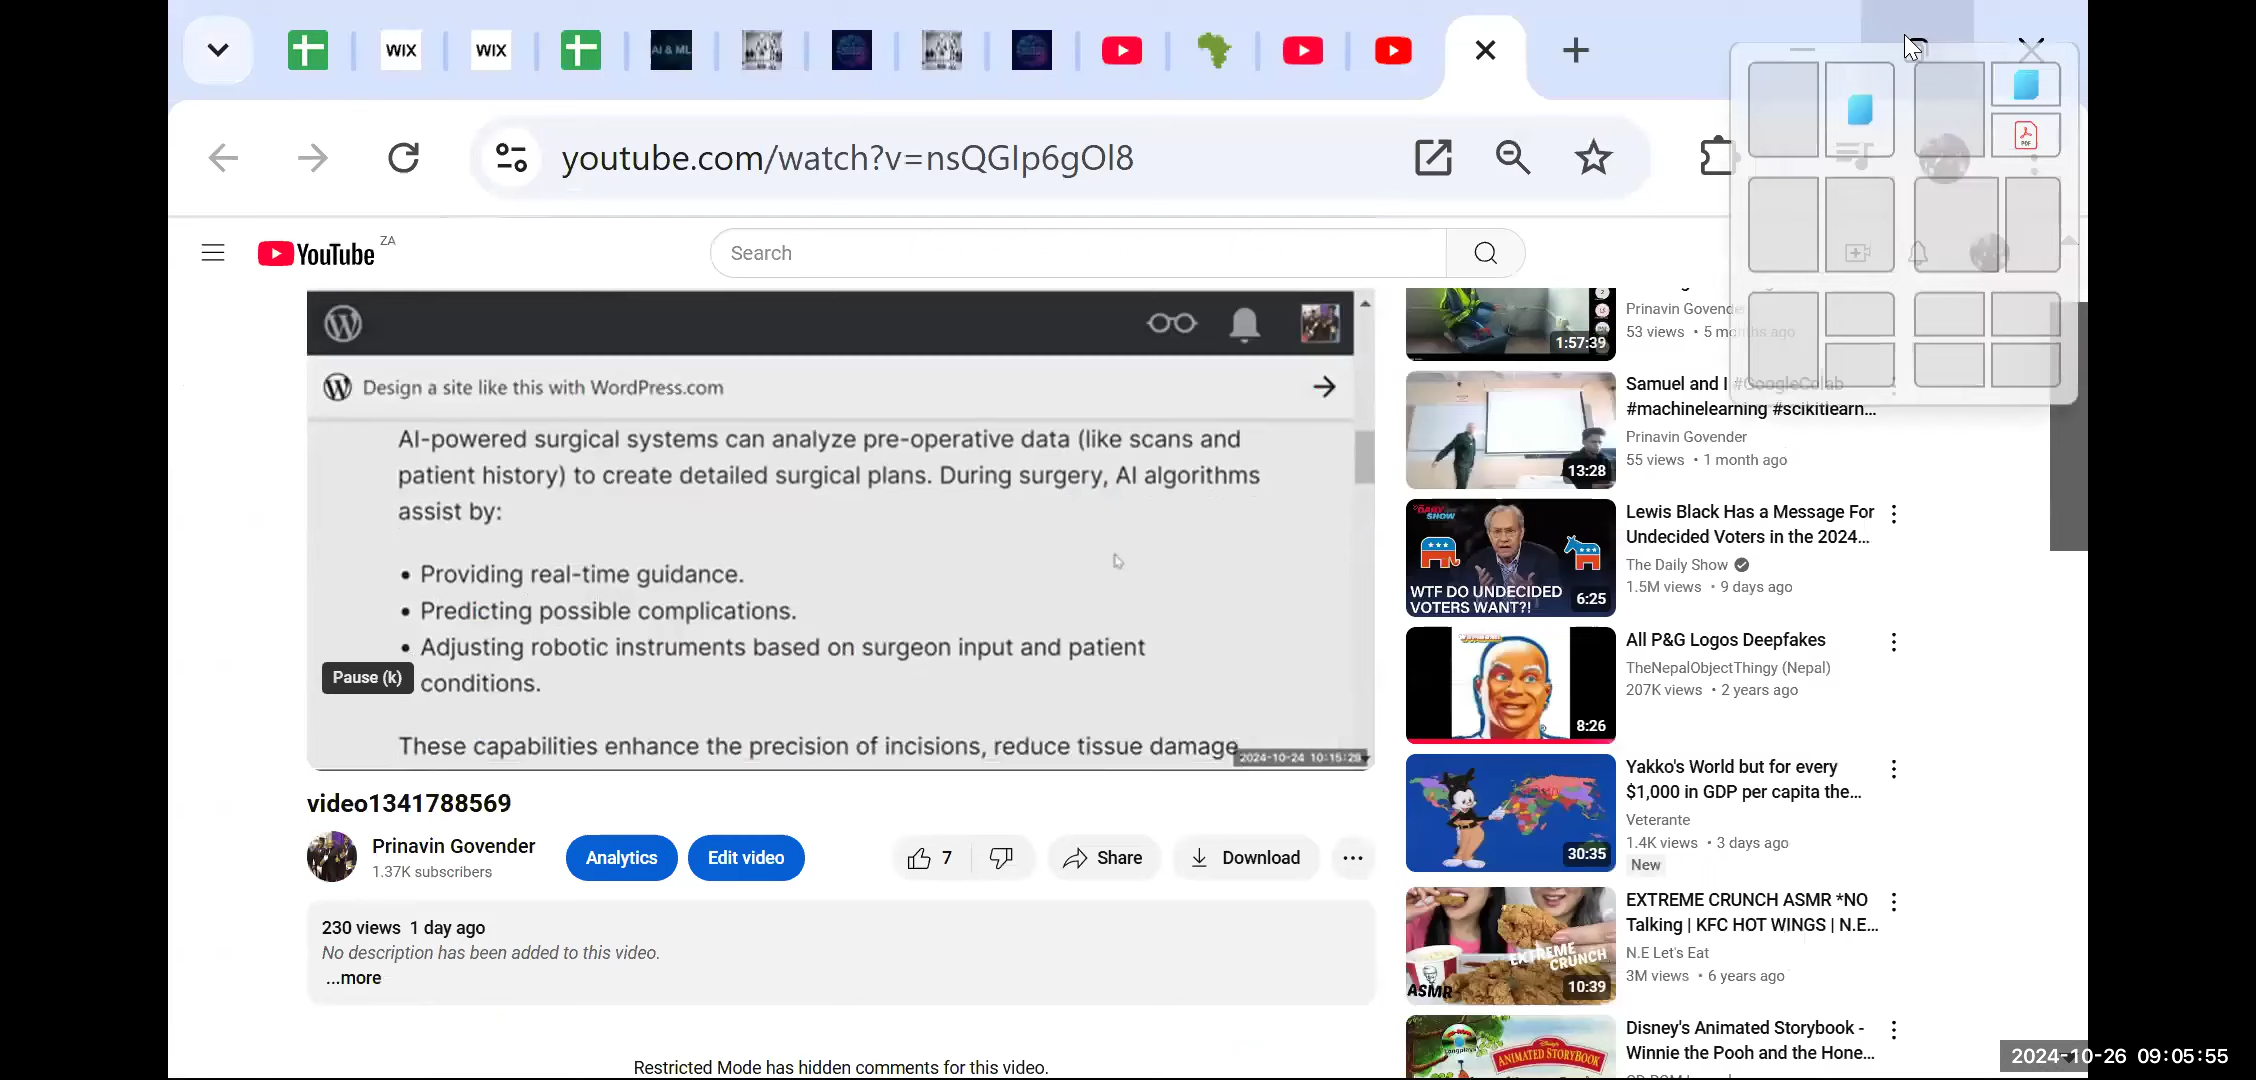 WIX
WIX
AI & ML
youtube.com/watch?v=nsQGIp6gOl8
YouTube ZA
Search
Design a site like this with WordPress.com
AI-powered surgical systems can analyze pre-operative data (like scans and
patient history) to create detailed surgical plans. During surgery, AI algorithms
assist by:
• Providing real-time guidance.
• Predicting possible complications.
• Adjusting robotic instruments based on surgeon input and patient
conditions.
Pause (k)
These capabilities enhance the precision of incisions, reduce tissue damage
2024-10-24 10:15:29
video1341788569
Prinavin Govender
1.37K subscribers
Analytics
Edit video
7
Share
Download
230 views 1 day ago
No description has been added to this video.
...more
Restricted Mode has hidden comments for this video.
1:57:39
Prinavin Govender
53 views • 5 months ago
13:28
Samuel and I #GoogleColab
#machinelearning #scikitlearn...
Prinavin Govender
55 views • 1 month ago
THE DAILY SHOW
WTF DO UNDECIDED
VOTERS WANT?!
6:25
Lewis Black Has a Message For
Undecided Voters in the 2024...
The Daily Show
1.5M views • 9 days ago
8:26
All P&G Logos Deepfakes
TheNepalObjectThingy (Nepal)
207K views • 2 years ago
30:35
Yakko's World but for every
$1,000 in GDP per capita the...
Veterante
1.4K views • 3 days ago
New
EXTREME
CRUNCH
ASMR
10:39
EXTREME CRUNCH ASMR *NO
Talking | KFC HOT WINGS | N.E...
N.E Let's Eat
3M views • 6 years ago
ANIMATED STORYBOOK
Disney's Animated Storybook -
Winnie the Pooh and the Hone...
PDF
2024-10-26 09:05:55